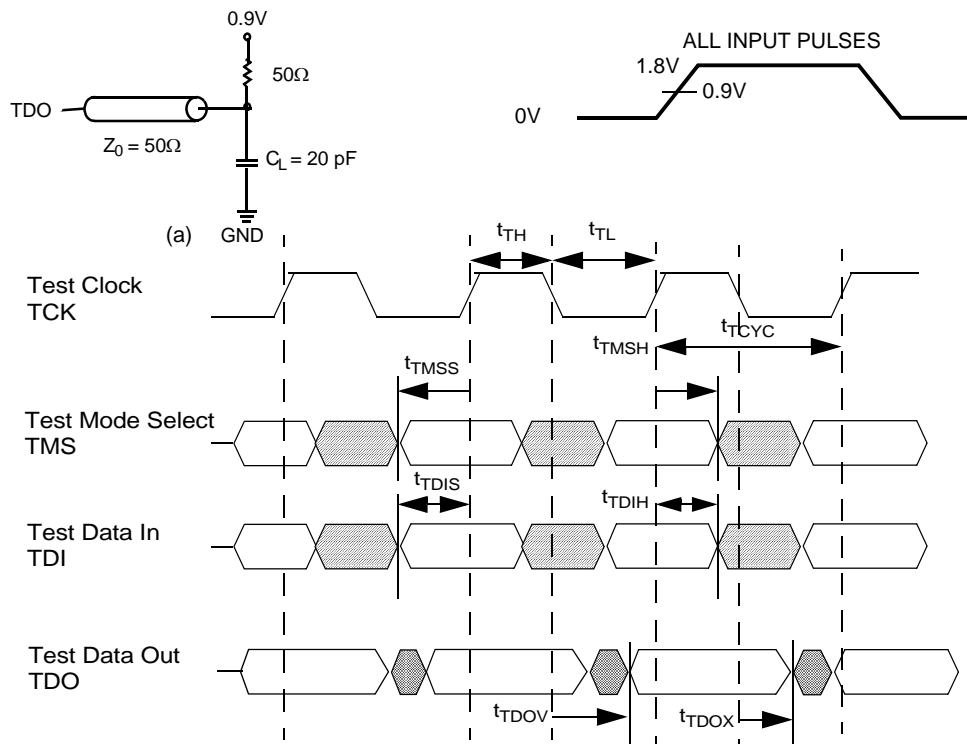 0.9V
50Ω
TDO
Z0 = 50Ω
CL = 20 pF
(a)
GND
ALL INPUT PULSES
1.8V
0.9V
0V
tTH
tTL
Test Clock
TCK
tTCYC
tTMSH
tTMSS
Test Mode Select
TMS
tTDIS
tTDIH
Test Data In
TDI
Test Data Out
TDO
tTDOV
tTDOX